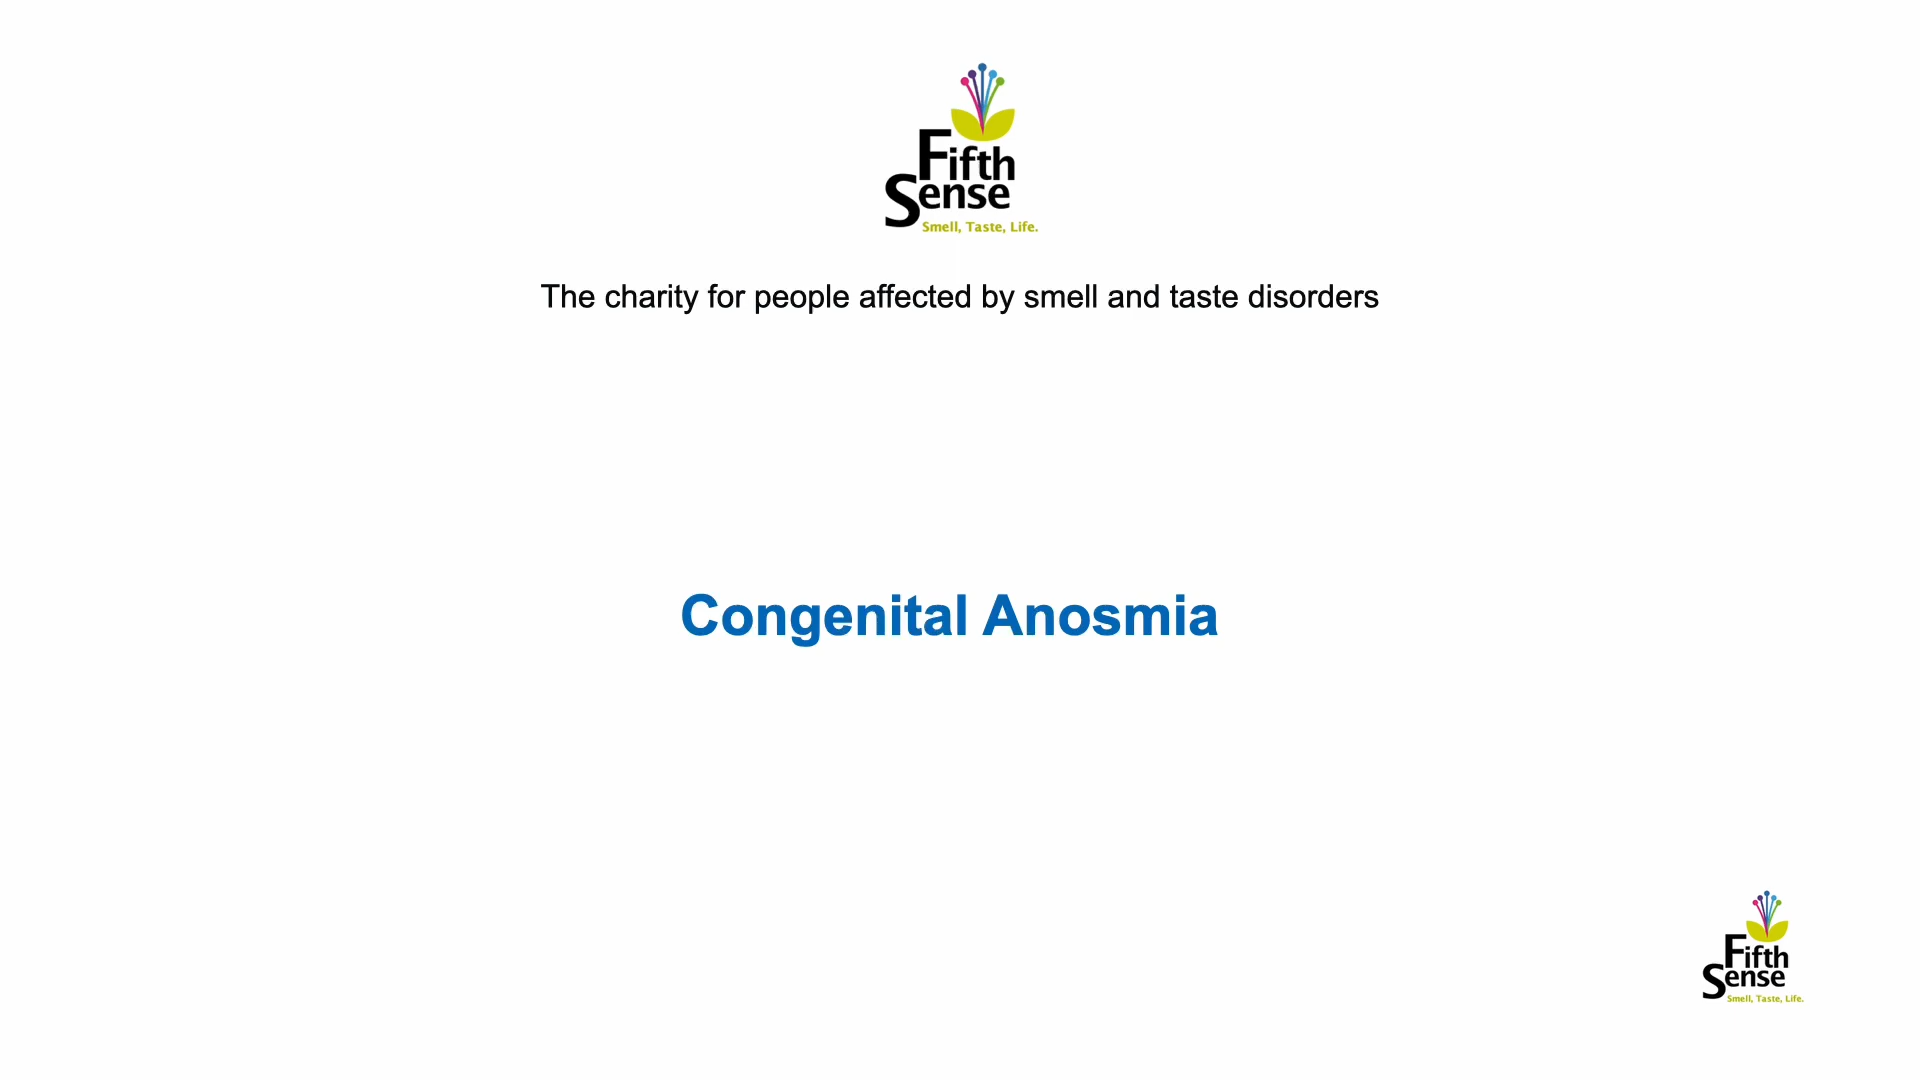 Fifth
Sense
Smell, Taste, Life.
The charity for people affected by smell and taste disorders
Congenital Anosmia
Fifth
Sense
Smell, Taste, Life.